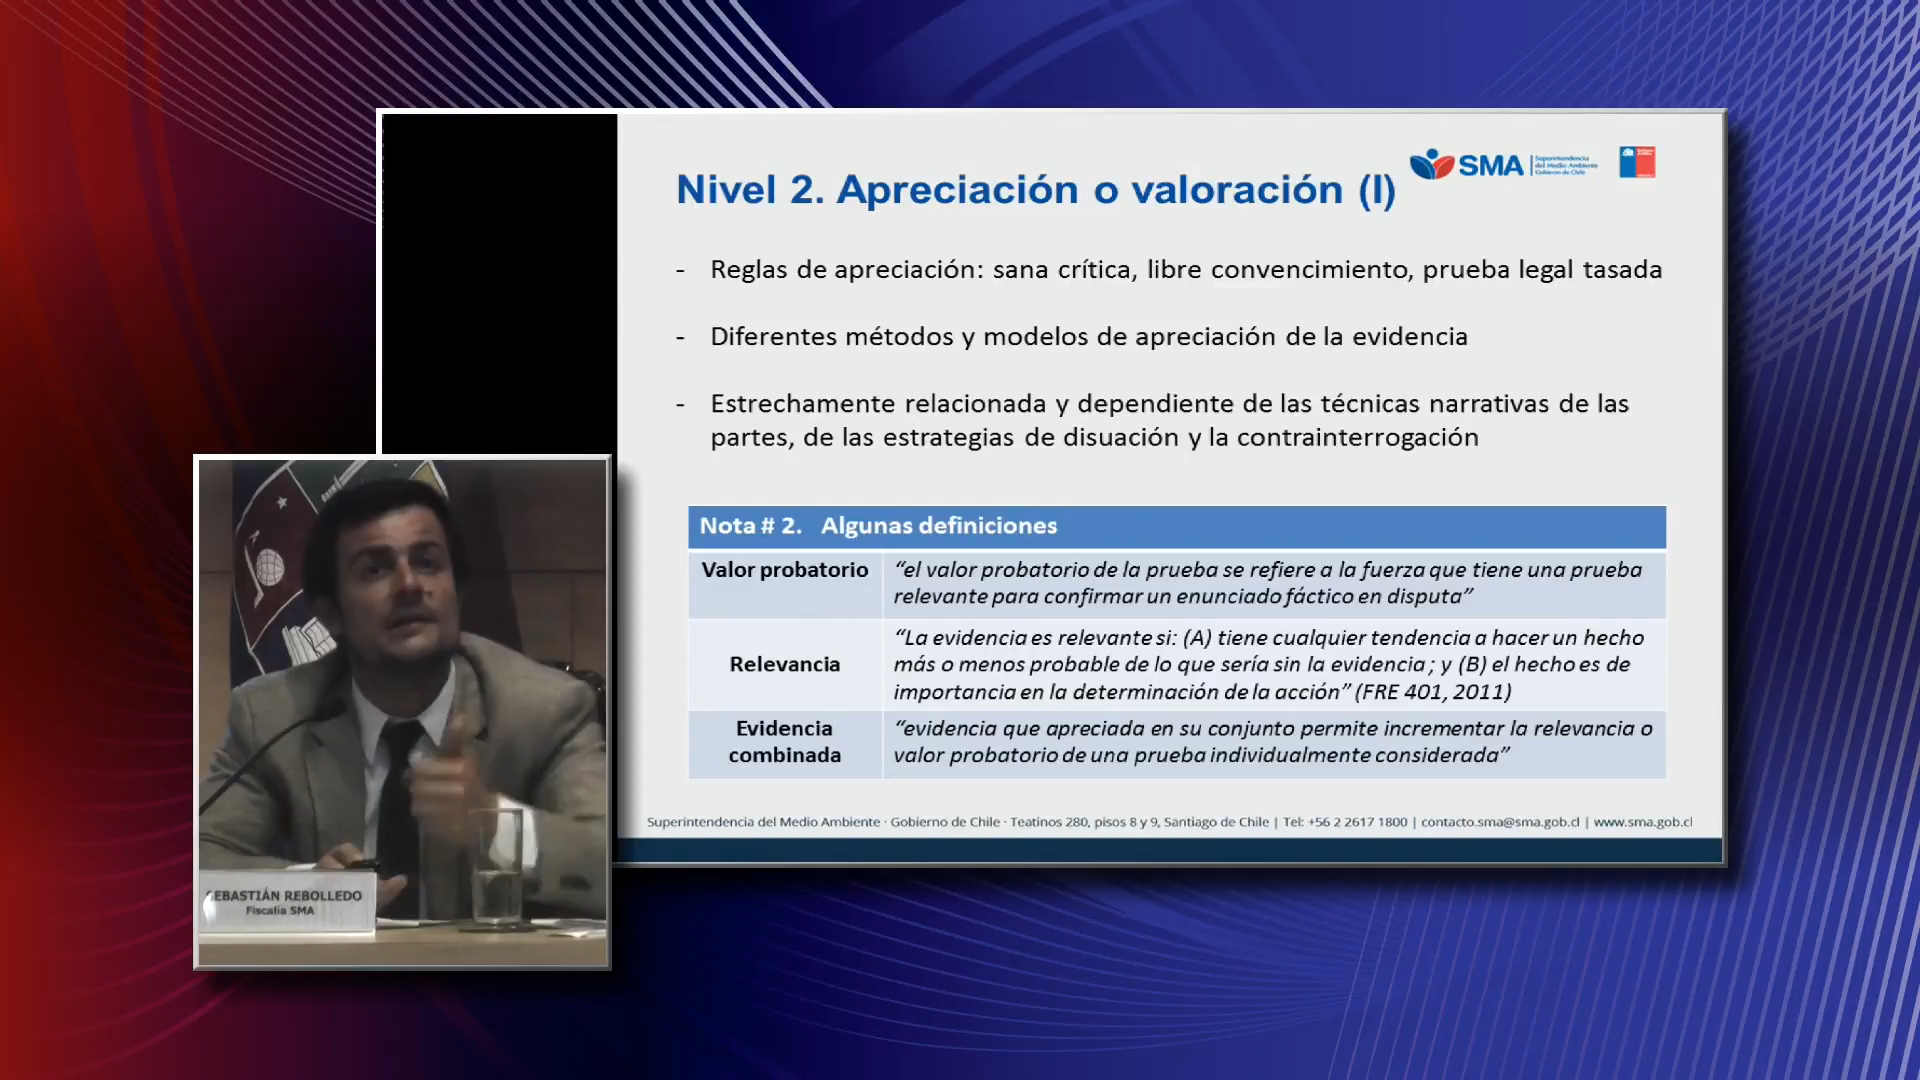 Nivel 2. Apreciación o valoración (I)
SMA
Superintendencia
del Medio Ambiente
Gobierno de Chile
- Reglas de apreciación: sana crítica, libre convencimiento, prueba legal tasada
- Diferentes métodos y modelos de apreciación de la evidencia
- Estrechamente relacionada y dependiente de las técnicas narrativas de las
partes, de las estrategias de disuación y la contrainterrogación
Nota # 2. Algunas definiciones
Valor probatorio
“el valor probatorio de la prueba se refiere a la fuerza que tiene una prueba
relevante para confirmar un enunciado fáctico en disputa”
Relevancia
“La evidencia es relevante si: (A) tiene cualquier tendencia a hacer un hecho
más o menos probable de lo que sería sin la evidencia ; y (B) el hecho es de
importancia en la determinación de la acción” (FRE 401, 2011)
Evidencia
combinada
“evidencia que apreciada en su conjunto permite incrementar la relevancia o
valor probatorio de una prueba individualmente considerada”
Superintendencia del Medio Ambiente · Gobierno de Chile · Teatinos 280, pisos 8 y 9, Santiago de Chile | Tel: +56 2 2617 1800 | contacto.sma@sma.gob.cl | www.sma.gob.cl
SEBASTIÁN REBOLLEDO
Fiscalía SMA